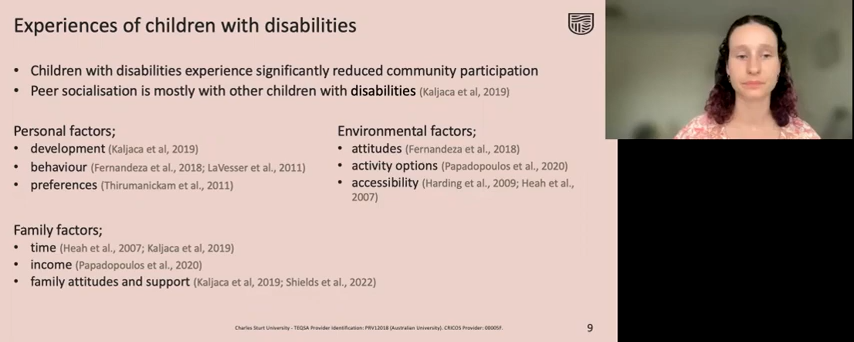 Experiences of children with disabilities
• Children with disabilities experience significantly reduced community participation
• Peer socialisation is mostly with other children with disabilities (Kaljaca et al, 2019)
Personal factors;
• development (Kaljaca et al, 2019)
• behaviour (Fernandeza et al., 2018; LaVesser et al., 2011)
• preferences (Thirumanickam et al., 2011)
Environmental factors;
• attitudes (Fernandeza et al., 2018)
• activity options (Papadopoulos et al., 2020)
• accessibility (Harding et al., 2009; Heah et al.,
2007)
Family factors;
• time (Heah et al., 2007; Kaljaca et al, 2019)
• income (Papadopoulos et al., 2020)
• family attitudes and support (Kaljaca et al, 2019; Shields et al., 2022)
Charles Sturt University - TEQSA Provider Identification: PRV12018 (Australian University). CRICOS Provider: 00005F.
9